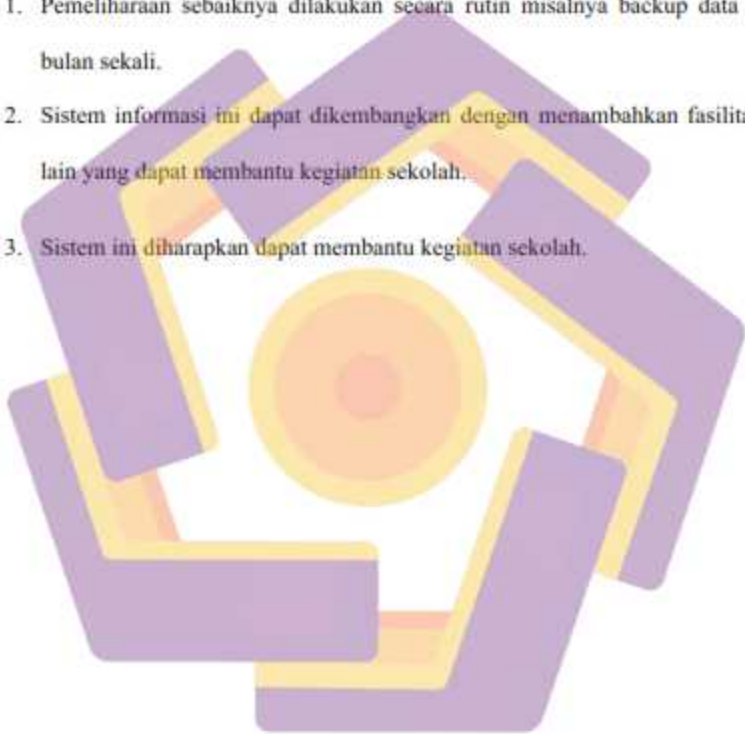 1. Pemeliharaan sebaiknya dilakukan secara rutin misalnya backup data
bulan sekali.
2. Sistem informasi ini dapat dikembangkan dengan menambahkan
lain yang dapat membantu kegiatan sekolah.
3. Sistem ini diharapkan dapat membantu kegiatan sekolah.